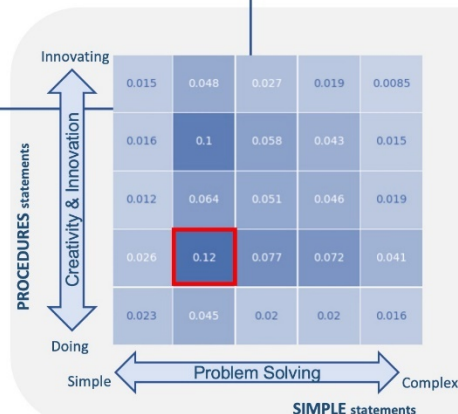 Innovating
0.015 0.048 0.027 0.019 0.0085
0.016 0.1 0.058 0.043 0.015
0.012 0.064 0.051 0.046 0.019
0.026 0.12 0.077 0.072 0.041
0.023 0.045 0.02 0.02 0.016
PROCEDURES statements
Creativity & Innovation
Doing
Simple
Problem Solving
Complex
SIMPLE statements